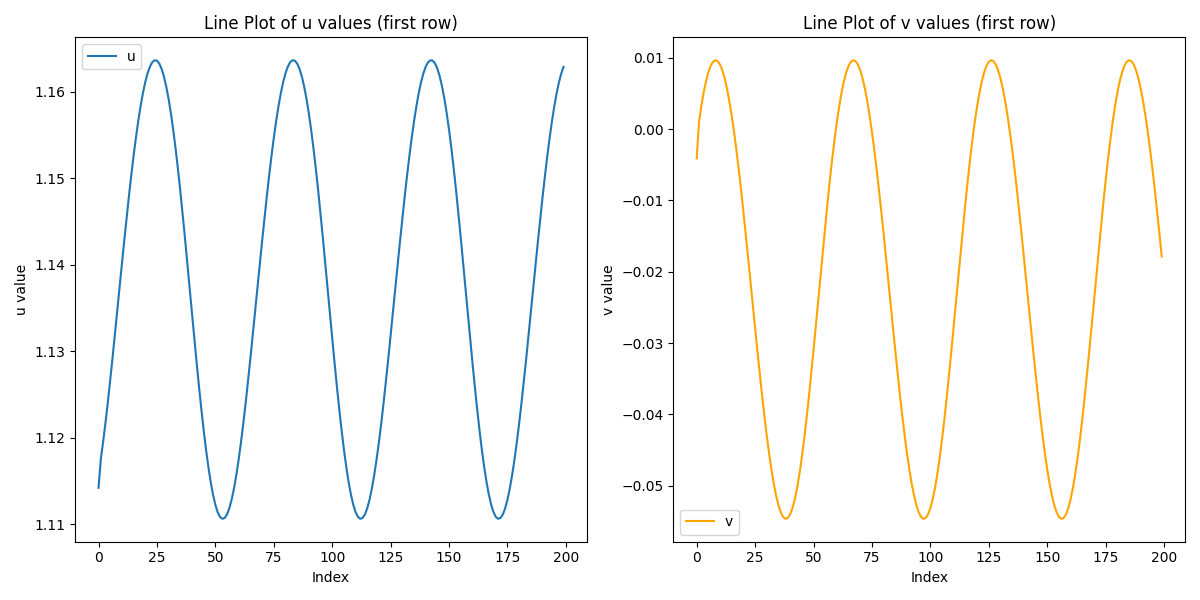 Line Plot of u values (first row)
u
1.16
1.15
1.14
1.13
1.12
1.11
u value
0 25 50 75 100 125 150 175 200
Index
Line Plot of v values (first row)
0.01
0.00
−0.01
−0.02
−0.03
−0.04
−0.05
v value
v
0 25 50 75 100 125 150 175 200
Index